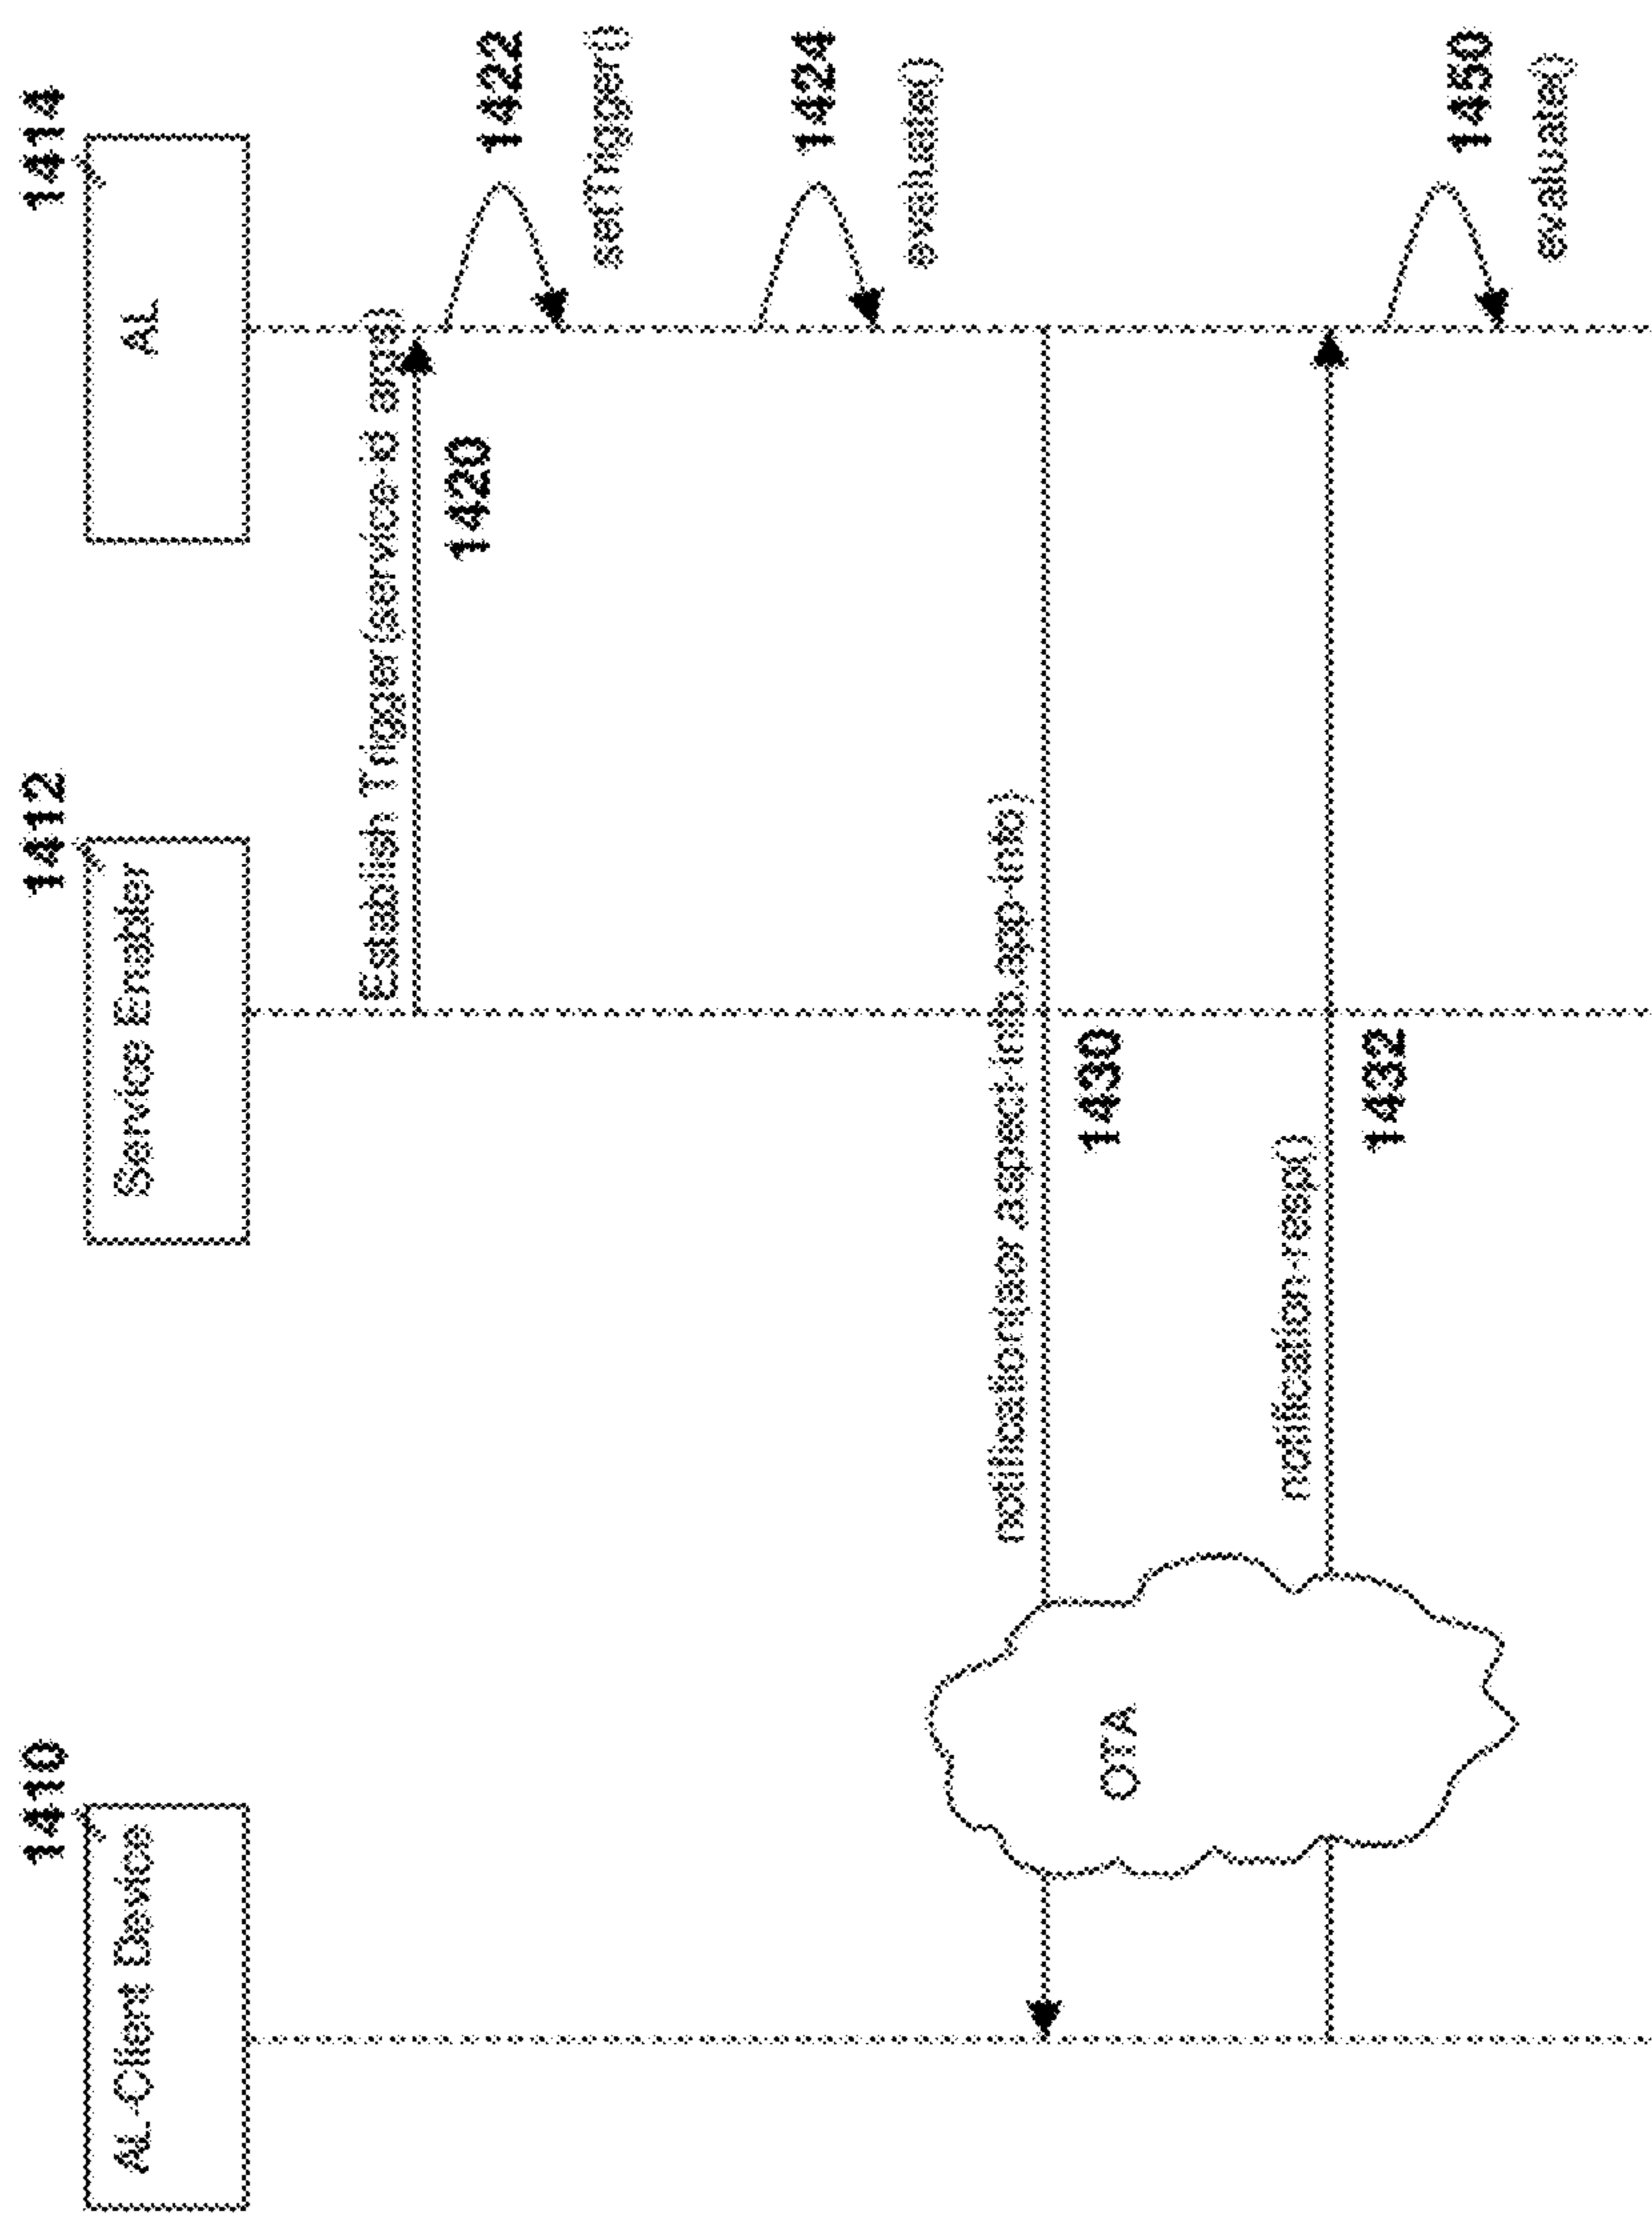 1410
AL-Client Device
1412
Service Enabler
1414
AL
Establish Trigger(service-id args)
1420
1422
setTrigger()
1424
evaluate()
notification(sor aspect-info,app-info)
1430
OTA
notification-resp()
1432
1450
evaluate()